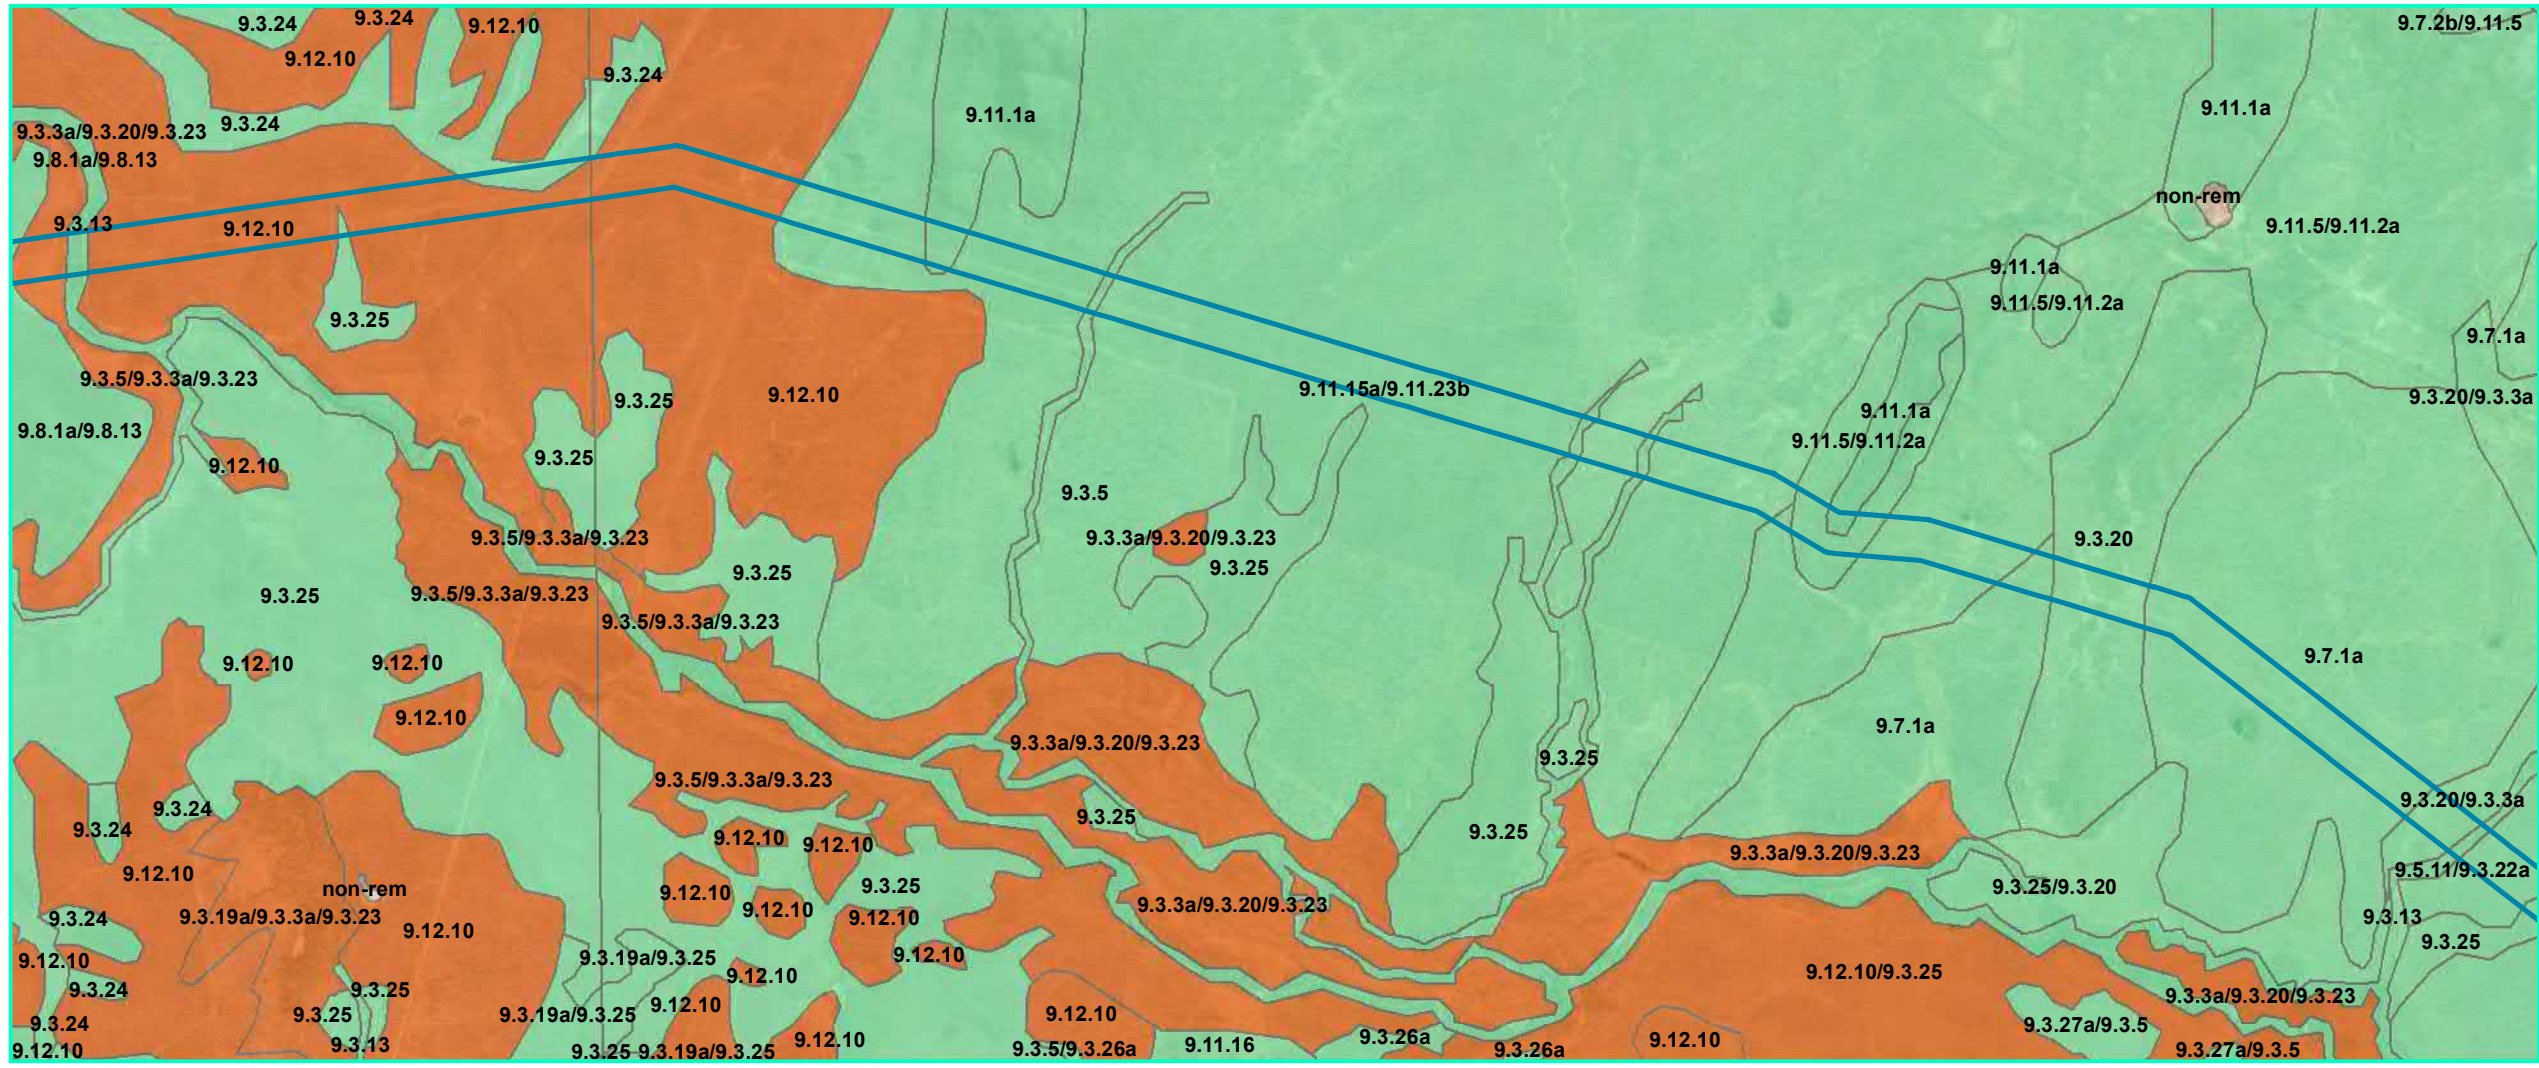 9.3.24
9.3.24
9.12.10
9.7.2b/9.11.5
9.12.10
9.3.24
9.11.1a
9.11.1a
9.3.24
9.3.3a/9.3.20/9.3.23
9.8.1a/9.8.13
non-rem
9.3.13
9.12.10
9.11.5/9.11.2a
9.11.1a
9.11.5/9.11.2a
9.3.25
9.7.1a
9.3.5/9.3.3a/9.3.23
9.11.15a/9.11.23b
9.12.10
9.3.20/9.3.3a
9.3.25
9.11.1a
9.8.1a/9.8.13
9.11.5/9.11.2a
9.3.25
9.12.10
9.3.5
9.3.5/9.3.3a/9.3.23
9.3.3a/9.3.20/9.3.23
9.3.20
9.3.25
9.3.25
9.3.25
9.3.5/9.3.3a/9.3.23
9.3.5/9.3.3a/9.3.23
9.12.10
9.12.10
9.7.1a
9.12.10
9.7.1a
9.3.3a/9.3.20/9.3.23
9.3.25
9.3.5/9.3.3a/9.3.23
9.3.20/9.3.3a
9.3.24
9.3.25
9.3.24
9.3.25
9.12.10
9.12.10
9.3.3a/9.3.20/9.3.23
9.12.10
9.5.11/9.3.22a
non-rem
9.12.10
9.3.25
9.3.25/9.3.20
9.3.24
9.3.19a/9.3.3a/9.3.23
9.12.10
9.12.10
9.3.3a/9.3.20/9.3.23
9.3.13
9.12.10
9.3.25
9.12.10
9.3.19a/9.3.25
9.12.10
9.12.10
9.12.10/9.3.25
9.3.24
9.3.25
9.3.3a/9.3.20/9.3.23
9.3.24
9.3.25
9.3.19a/9.3.25
9.12.10
9.12.10
9.3.27a/9.3.5
9.12.10
9.3.13
9.3.25
9.3.19a/9.3.25
9.12.10
9.3.5/9.3.26a
9.11.16
9.3.26a
9.3.26a
9.12.10
9.3.27a/9.3.5